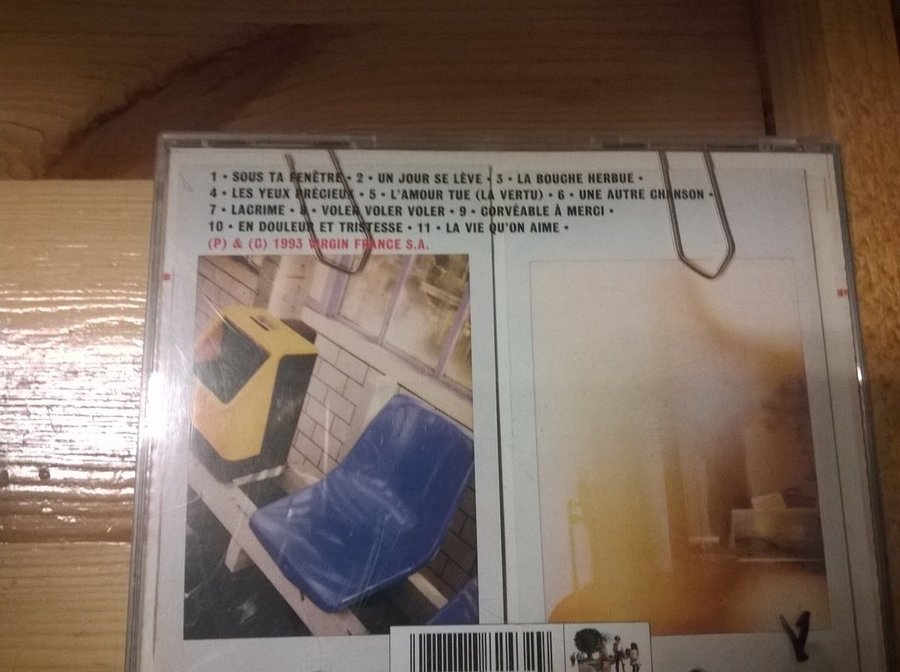 1 • SOUS TA FENÊTRE • 2 • UN JOUR SE LÈVE • 3 • LA BOUCHE HERBUE •
4 • LES YEUX PRÉCIEUX • 5 • L'AMOUR TUE (LA VERTU) • 6 • UNE AUTRE CHANSON •
7 • LACRIME • 8 • VOLER VOLER VOLER • 9 • CORVÉABLE À MERCI •
10 • EN DOULEUR ET TRISTESSE • 11 • LA VIE QU'ON AIME •
(P) & (C) 1993 VIRGIN FRANCE S.A.